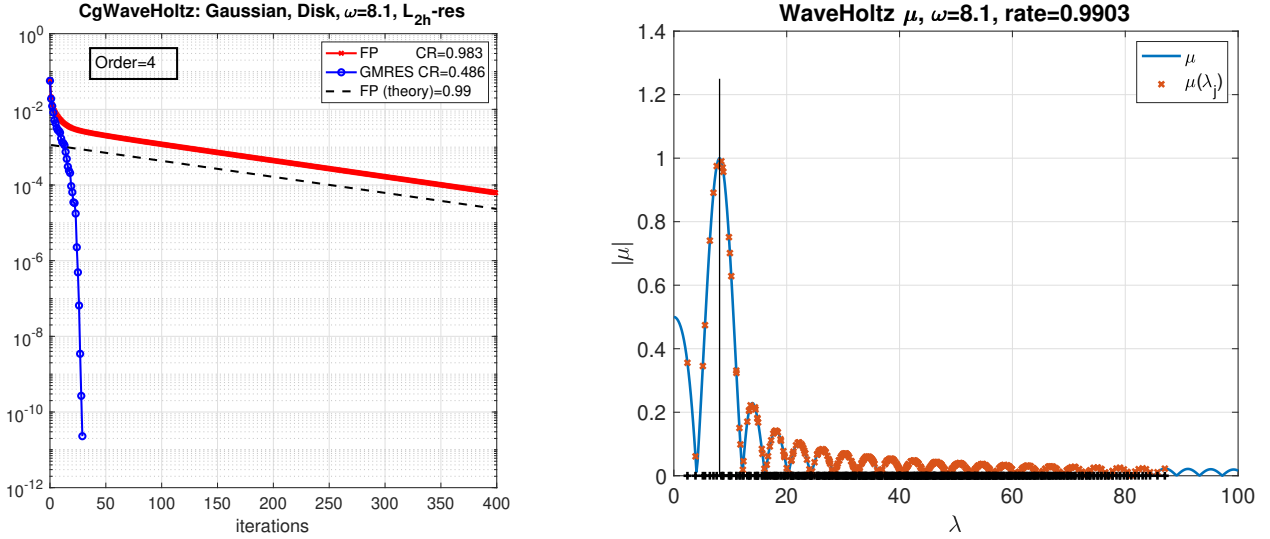 CgWaveHoltz: Gaussian, Disk, ω=8.1, L₂ₕ-res
10⁰
10⁻²
10⁻⁴
10⁻⁶
10⁻⁸
10⁻¹⁰
10⁻¹²
Order=4
FP CR=0.983
GMRES CR=0.486
FP (theory)=0.99
0 50 100 150 200 250 300 350 400
iterations
WaveHoltz μ, ω=8.1, rate=0.9903
1.4
1.2
1
0.8
0.6
0.4
0.2
0
|μ|
μ
μ(λⱼ)
0 20 40 60 80 100
λ